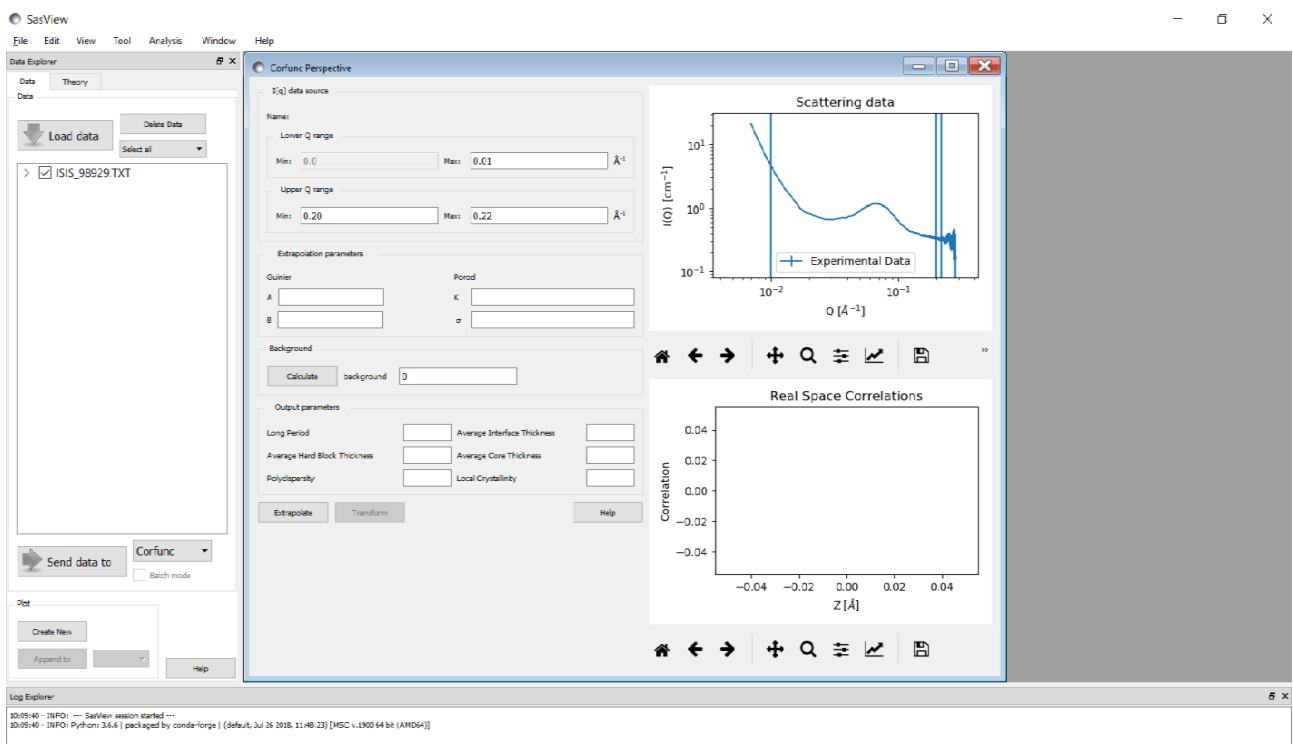 SasView
File Edit View Tool Analysis Window Help
Data Explorer
Data Theory
Data
Load data
Delete Data
Select all
ISIS_98929.TXT
Send data to
Corfunc
Batch mode
Plot
Create New
Append to
Help
Corfunc Perspective
I(q) data source
Name:
Lower Q range
Min: 0.0 Max: 0.01 Å-1
Upper Q range
Min: 0.20 Max: 0.22 Å-1
Extrapolation parameters
Guinier Porod
A K
B σ
Background
Calculate background 0
Output parameters
Long Period Average Interface Thickness
Average Hard Block Thickness Average Core Thickness
Polydispersity Local Crystallinity
Extrapolate Transform Help
Scattering data
I(Q) [cm−1]
10^1
10^0
10^−1
Experimental Data
10^−2 10^−1
Q [Å−1]
»
Real Space Correlations
Correlation
0.04
0.02
0.00
−0.02
−0.04
−0.04 −0.02 0.00 0.02 0.04
Z [Å]
Log Explorer
10:09:40 - INFO: --- SasView session started ---
10:09:40 - INFO: Python: 3.6.6 | packaged by conda-forge | (default, Jul 26 2018, 11:48:23) [MSC v.1900 64 bit (AMD64)]